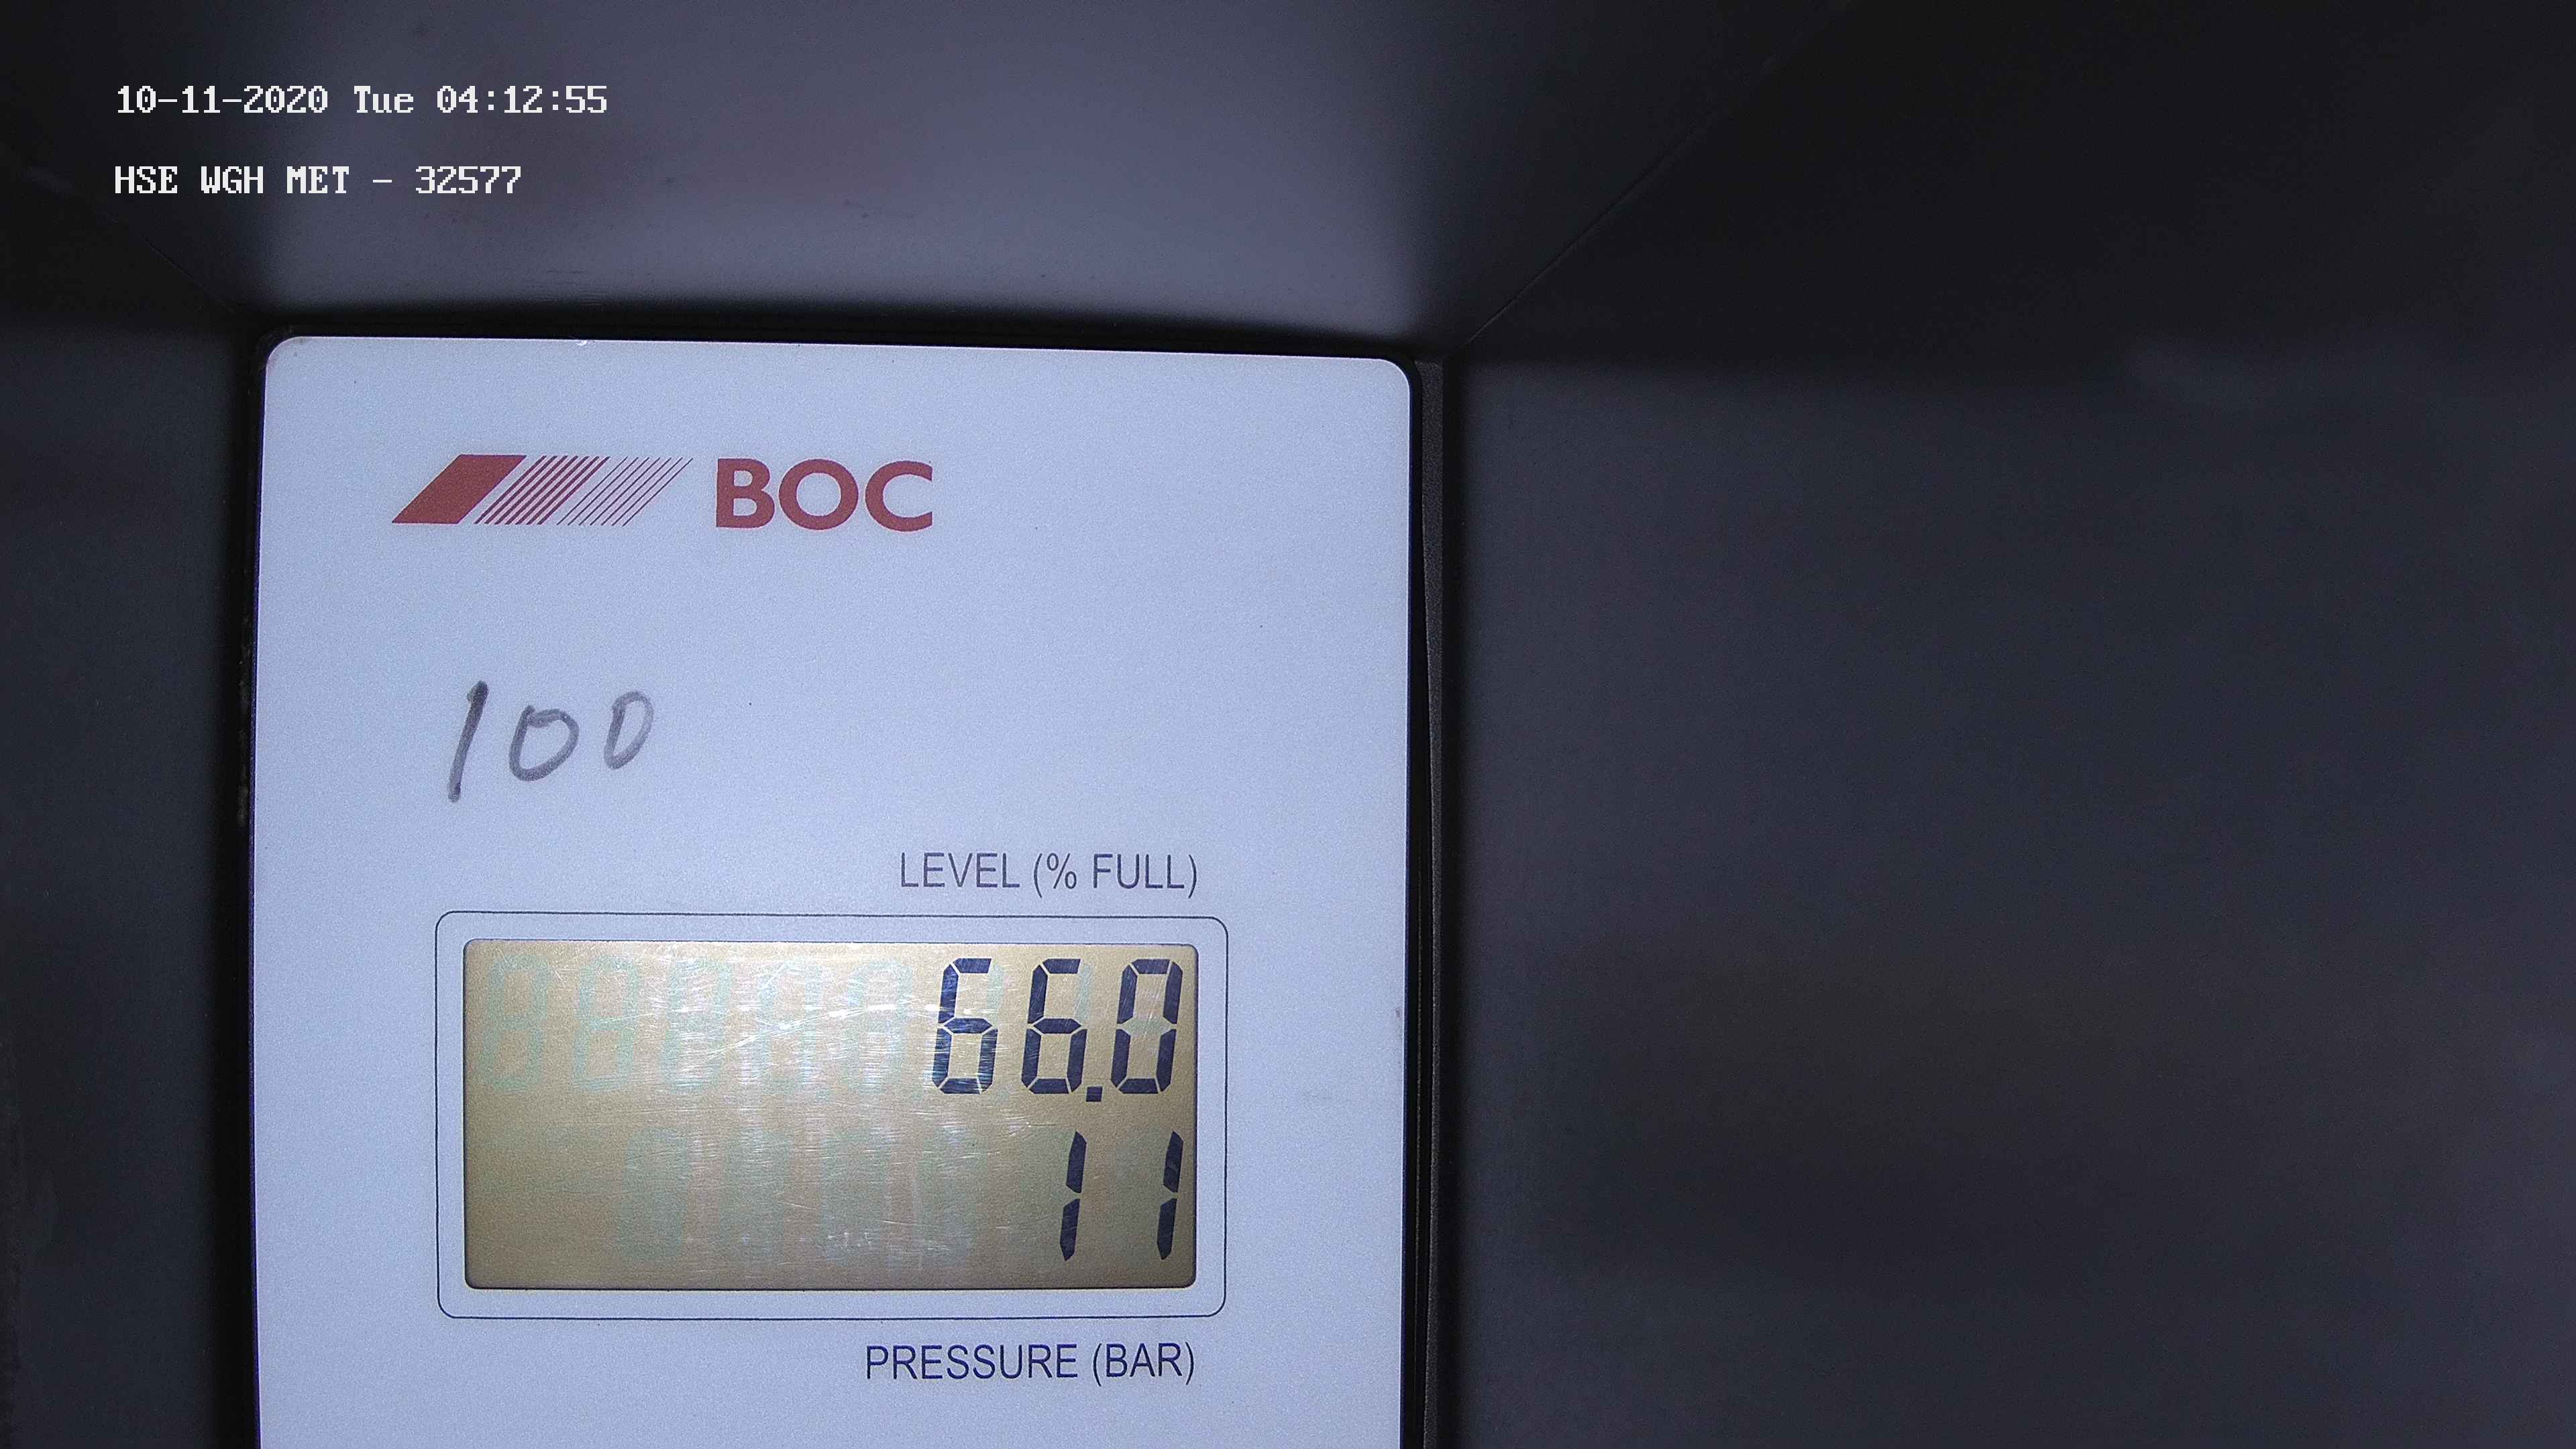 10-11-2020 Tue 04:12:55
HSE WGH MET - 32577
BOC
100
LEVEL (% FULL)
66.0
11
PRESSURE (BAR)